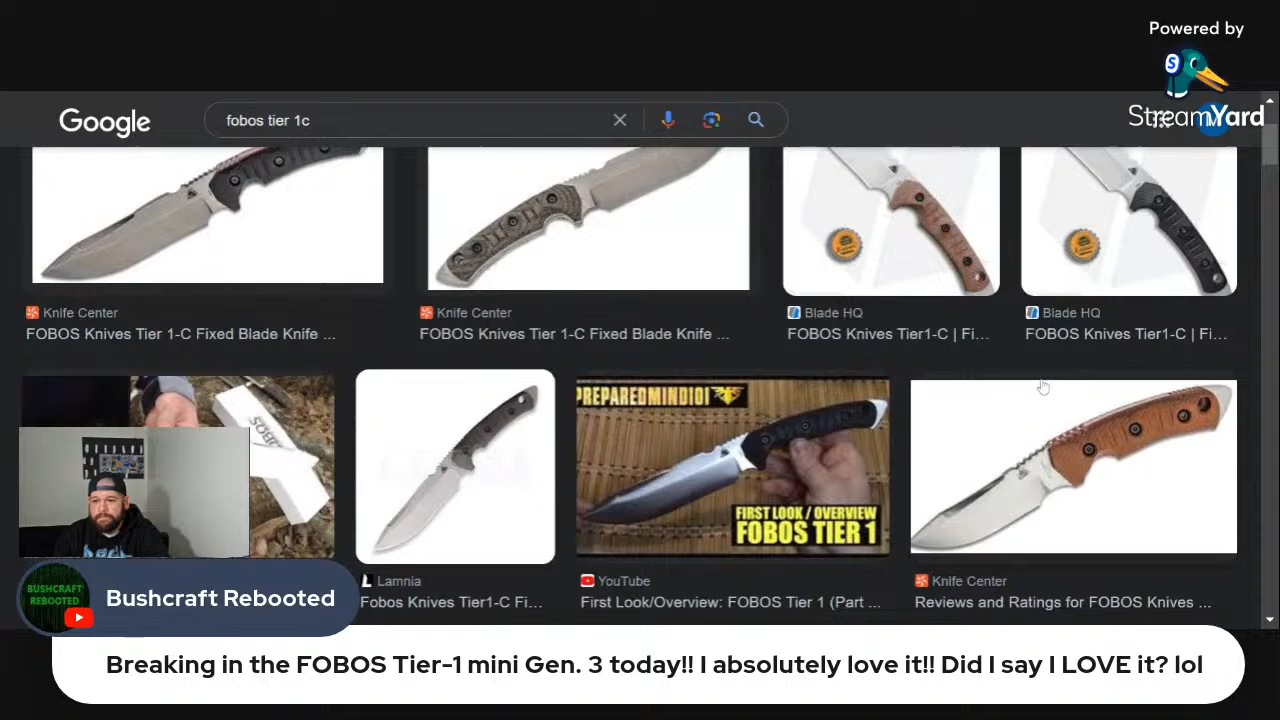 Powered by
S
StreamYard
Google
fobos tier 1c
Knife Center
FOBOS Knives Tier 1-C Fixed Blade Knife ...
Knife Center
FOBOS Knives Tier 1-C Fixed Blade Knife ...
Blade HQ
FOBOS Knives Tier1-C | Fi...
Blade HQ
FOBOS Knives Tier1-C | Fi...
FOBOS
PREPAREDMIND101
FIRST LOOK / OVERVIEW
FOBOS TIER 1
Lamnia
Fobos Knives Tier1-C Fi...
YouTube
First Look/Overview: FOBOS Tier 1 (Part ...
Knife Center
Reviews and Ratings for FOBOS Knives ...
BUSHCRAFT
REBOOTED
Bushcraft Rebooted
Breaking in the FOBOS Tier-1 mini Gen. 3 today!! I absolutely love it!! Did I say I LOVE it? lol